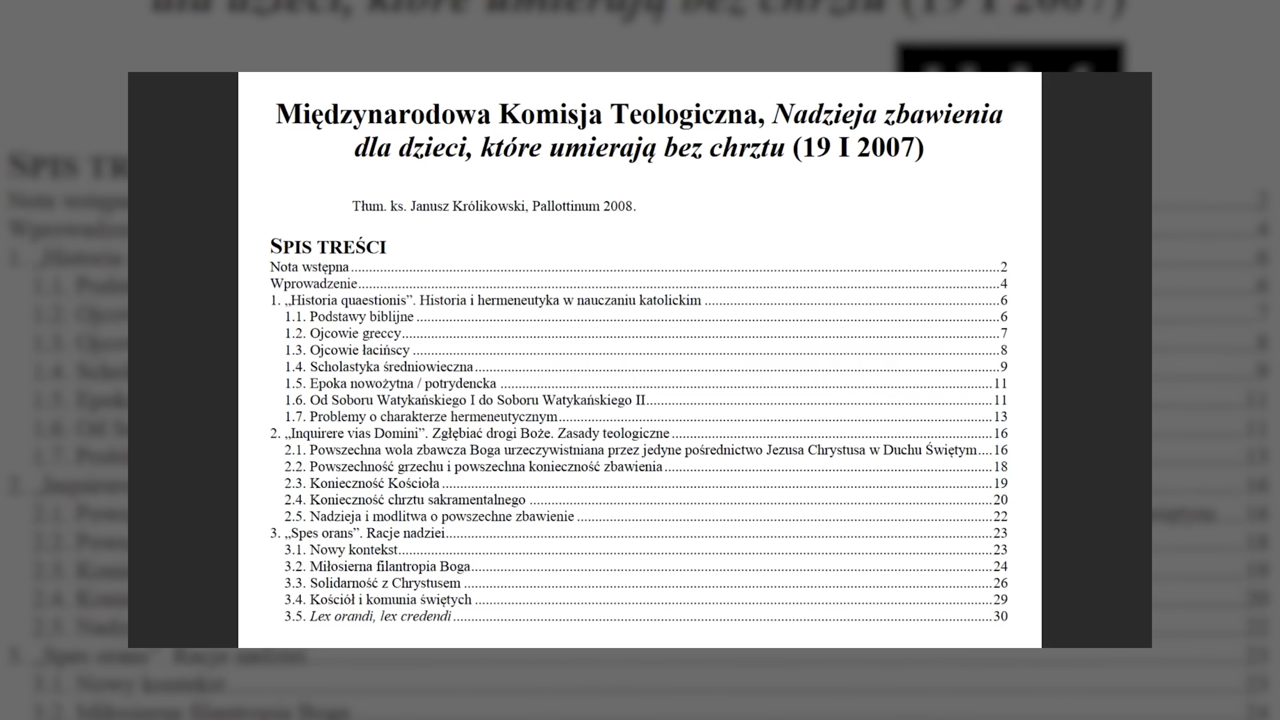 Międzynarodowa Komisja Teologiczna, Nadzieja zbawienia
dla dzieci, które umierają bez chrztu (19 I 2007)
Tłum. ks. Janusz Królikowski, Pallottinum 2008.
SPIS TREŚCI
Nota wstępna 2
Wprowadzenie 4
1. „Historia quaestionis”. Historia i hermeneutyka w nauczaniu katolickim 6
1.1. Podstawy biblijne 6
1.2. Ojcowie greccy 7
1.3. Ojcowie łacińscy 8
1.4. Scholastyka średniowieczna 9
1.5. Epoka nowożytna / potrydencka 11
1.6. Od Soboru Watykańskiego I do Soboru Watykańskiego II 11
1.7. Problemy o charakterze hermeneutycznym 13
2. „Inquirere vias Domini”. Zgłębiać drogi Boże. Zasady teologiczne 16
2.1. Powszechna wola zbawcza Boga urzeczywistniana przez jedyne pośrednictwo Jezusa Chrystusa w Duchu Świętym 16
2.2. Powszechność grzechu i powszechna konieczność zbawienia 18
2.3. Konieczność Kościoła 19
2.4. Konieczność chrztu sakramentalnego 20
2.5. Nadzieja i modlitwa o powszechne zbawienie 22
3. „Spes orans”. Racje nadziei 23
3.1. Nowy kontekst 23
3.2. Miłosierna filantropia Boga 24
3.3. Solidarność z Chrystusem 26
3.4. Kościół i komunia świętych 29
3.5. Lex orandi, lex credendi 30